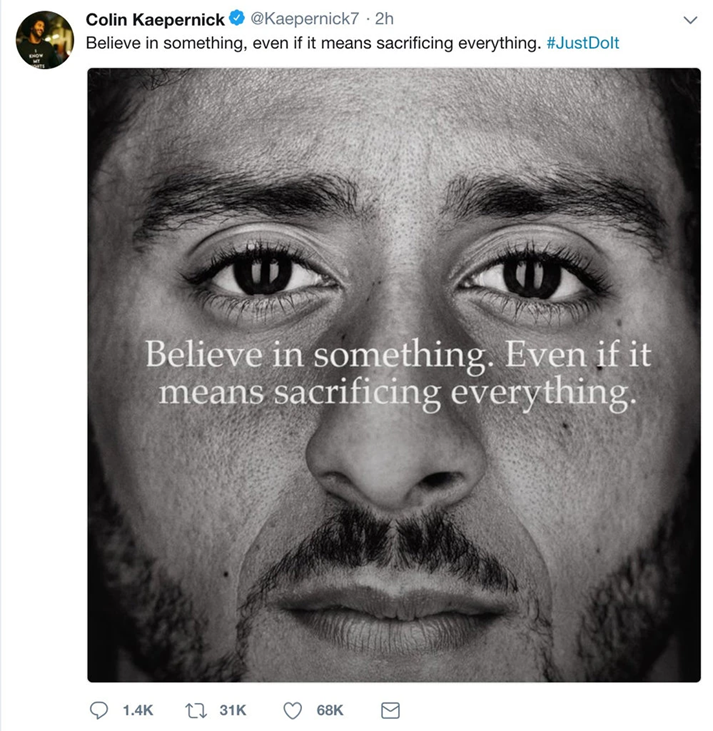 Colin Kaepernick @Kaepernick7 · 2h
Believe in something, even if it means sacrificing everything. #JustDoIt
Believe in something. Even if it
means sacrificing everything.
1.4K 31K 68K